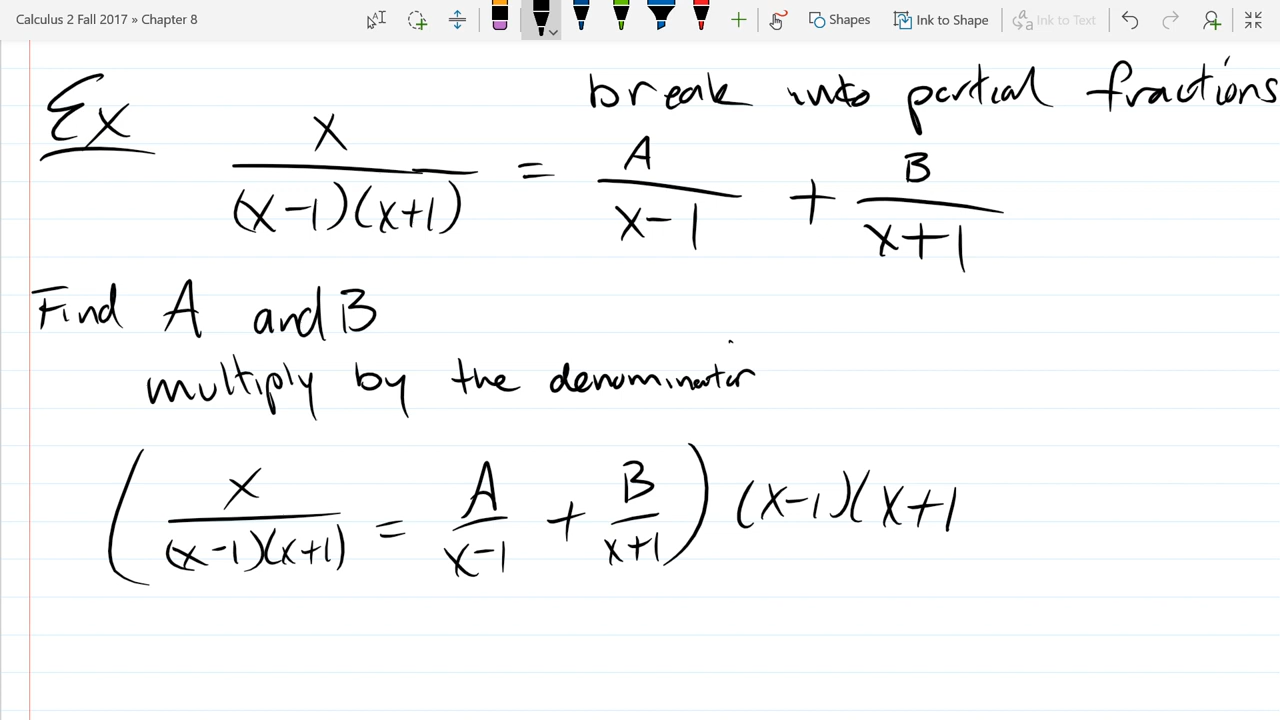 Calculus 2 Fall 2017 » Chapter 8 Shapes Ink to Shape Ink to Text
Ex break into partial fractions
x/((x-1)(x+1)) = A/(x-1) + B/(x+1)
Find A and B
multiply by the denominator
(x/((x-1)(x+1)) = A/(x-1) + B/(x+1)) (x-1)(x+1